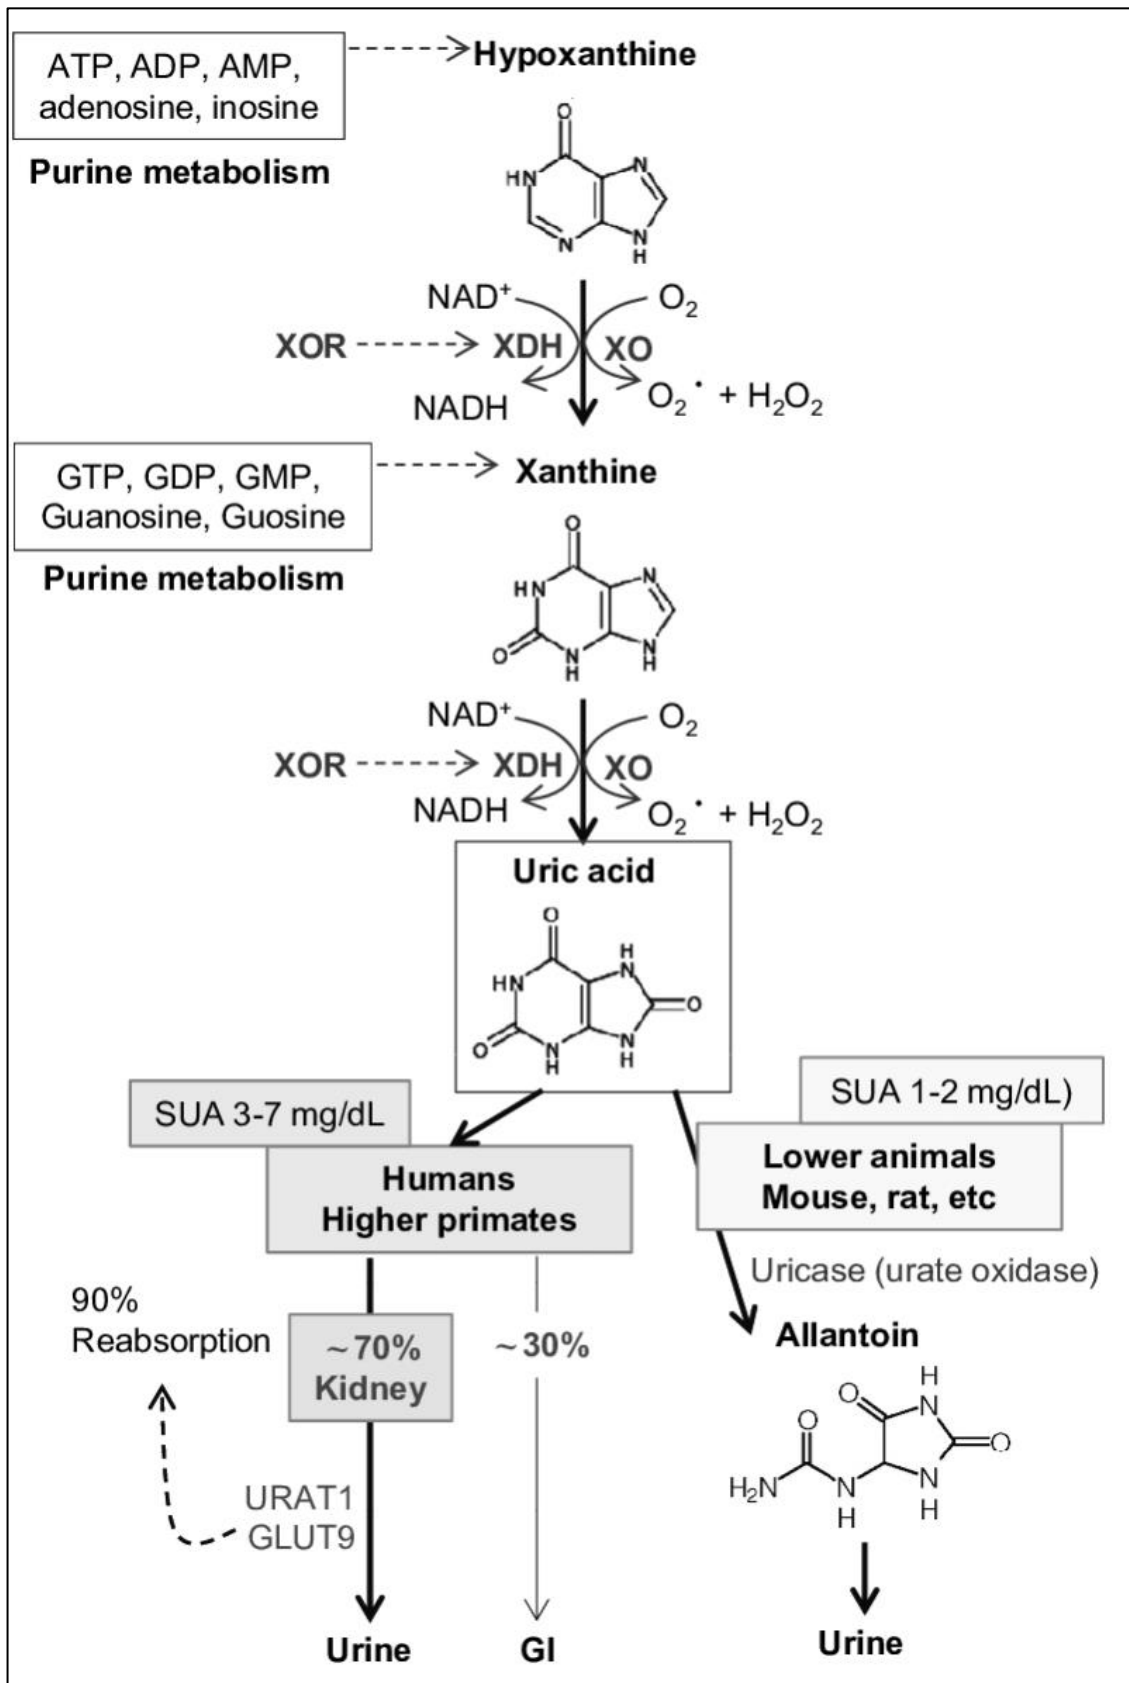 ATP, ADP, AMP,
adenosine, inosine
Hypoxanthine
Purine metabolism
O
HN
N
N
N
H
NAD+
O2
XOR
XDH
XO
NADH
O2• + H2O2
GTP, GDP, GMP,
Guanosine, Guosine
Xanthine
Purine metabolism
O
HN
N
O
N
H
N
H
NAD+
O2
XOR
XDH
XO
NADH
O2• + H2O2
Uric acid
O
H
N
HN
O
O
N
H
N
H
SUA 3-7 mg/dL
SUA 1-2 mg/dL)
Humans
Higher primates
Lower animals
Mouse, rat, etc
Uricase (urate oxidase)
90%
Reabsorption
~70%
Kidney
~30%
Allantoin
H
N
O
O
O
H2N
N
H
N
H
URAT1
GLUT9
Urine
GI
Urine